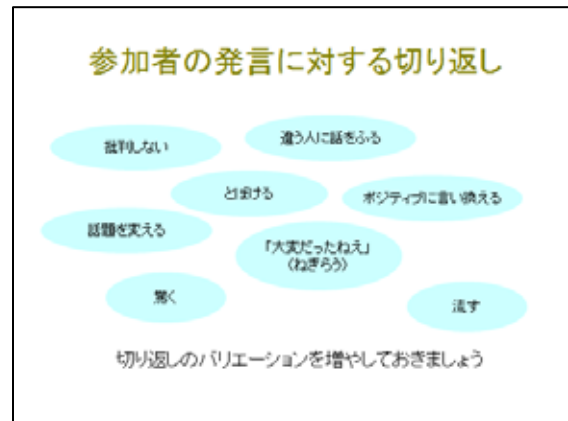 参加者の発言に対する切り返し
批判しない
違う人に話をふる
とぼける
ポジティブに言い換える
話題を変える
「大変だったねえ」
（ねぎらう）
驚く
流す
切り返しのバリエーションを増やしておきましょう